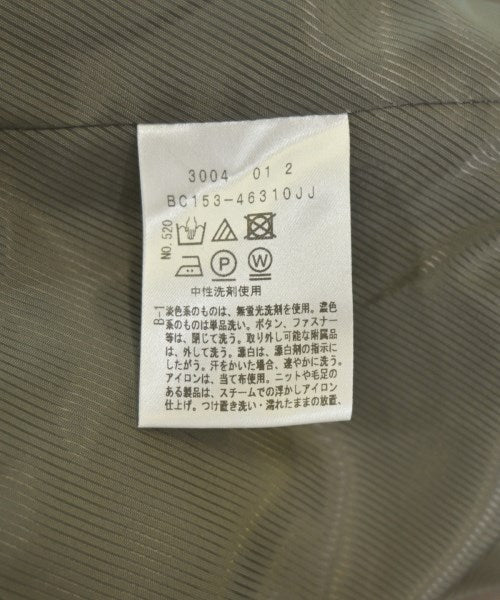 3004 01 2
BC153-46310JJ
NO.520
P
W
中性洗剤使用
B-1
淡色系のものは、無蛍光洗剤を使用。濃色
系のものは単品洗い。ボタン、ファスナー
等は、閉じて洗う。取り外し可能な附属品
は、外して洗う。漂白は、漂白剤の指示に
したがう。汗をかいた場合、速やかに洗う。
アイロンは、当て布使用。ニットや毛足の
ある製品は、スチームでの浮かしアイロン
仕上げ。つけ置き洗い・濡れたままの放置、